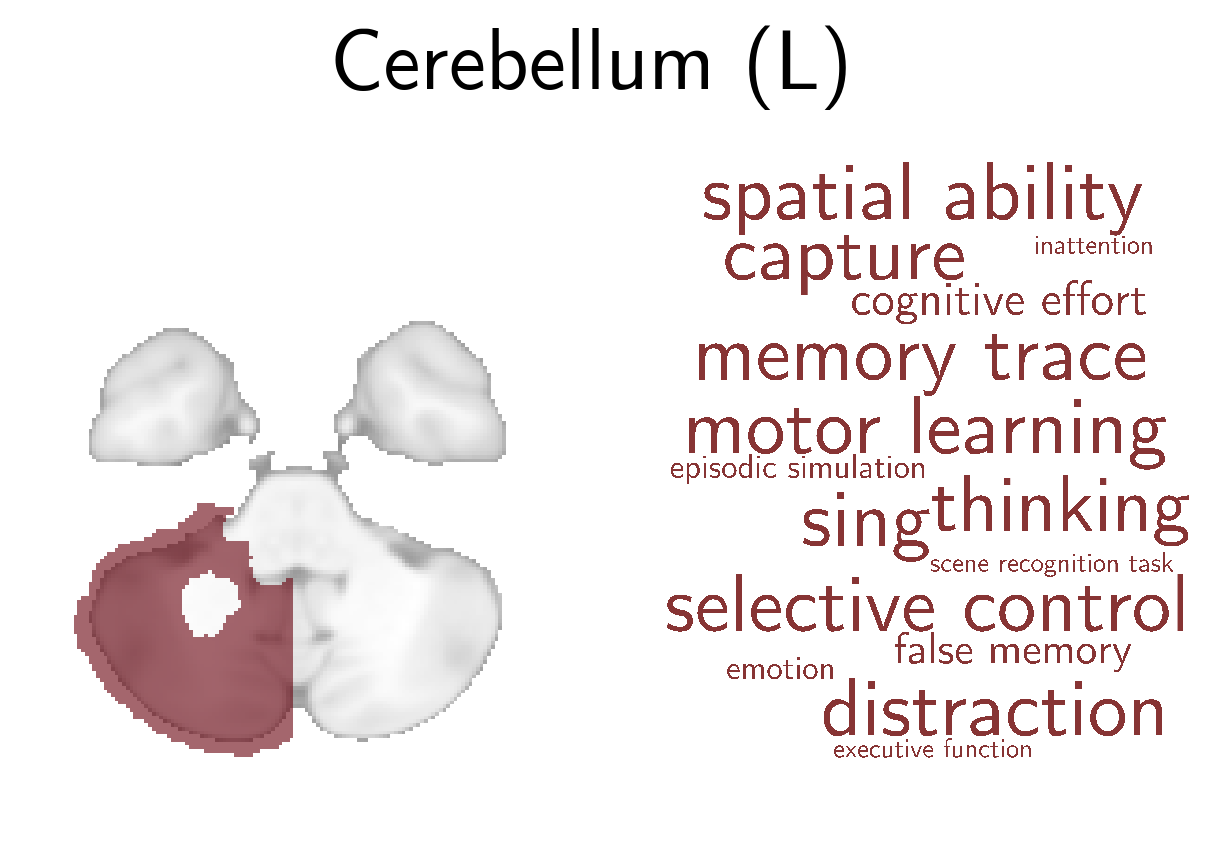 Cerebellum (L)
spatial ability
capture
inattention
cognitive effort
memory trace
motor learning
episodic simulation
thinking
sing
scene recognition task
selective control
false memory
emotion
distraction
executive function